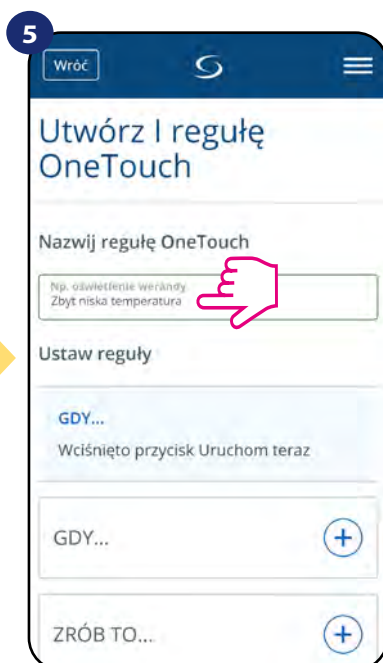 5
Wróć
Utwórz I regułę
OneTouch
Nazwij regułę OneTouch
Np. oświetlenie werandy
Zbyt niska temperatura
Ustaw reguły
GDY...
Wciśnięto przycisk Uruchom teraz
GDY...
ZRÓB TO...